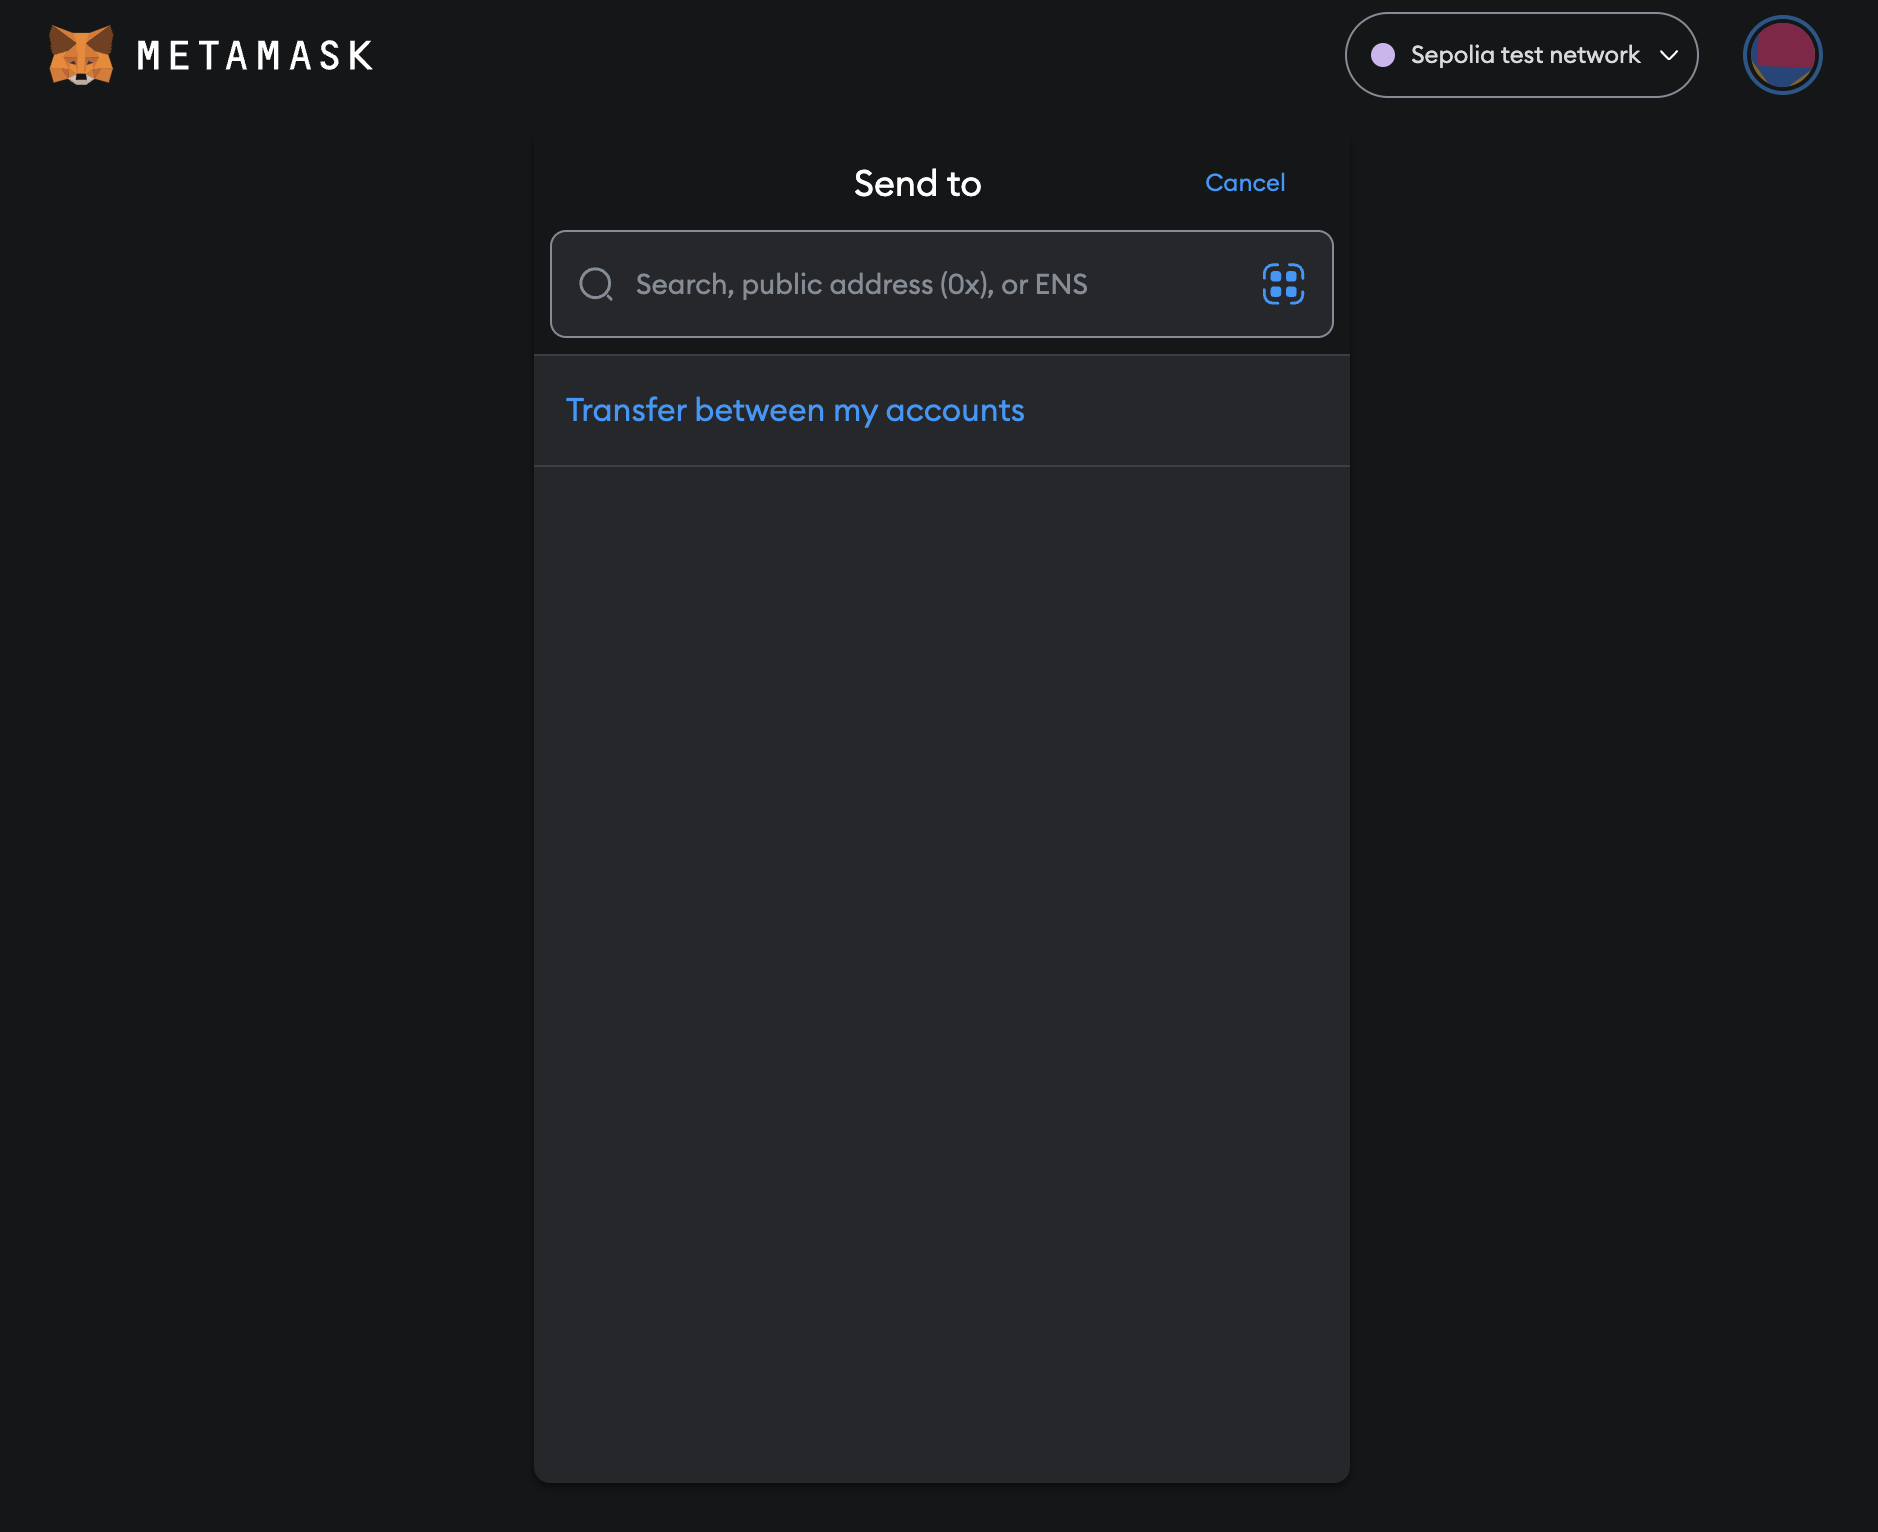 METAMASK
Sepolia test network
Send to
Cancel
Search, public address (0x), or ENS
Transfer between my accounts